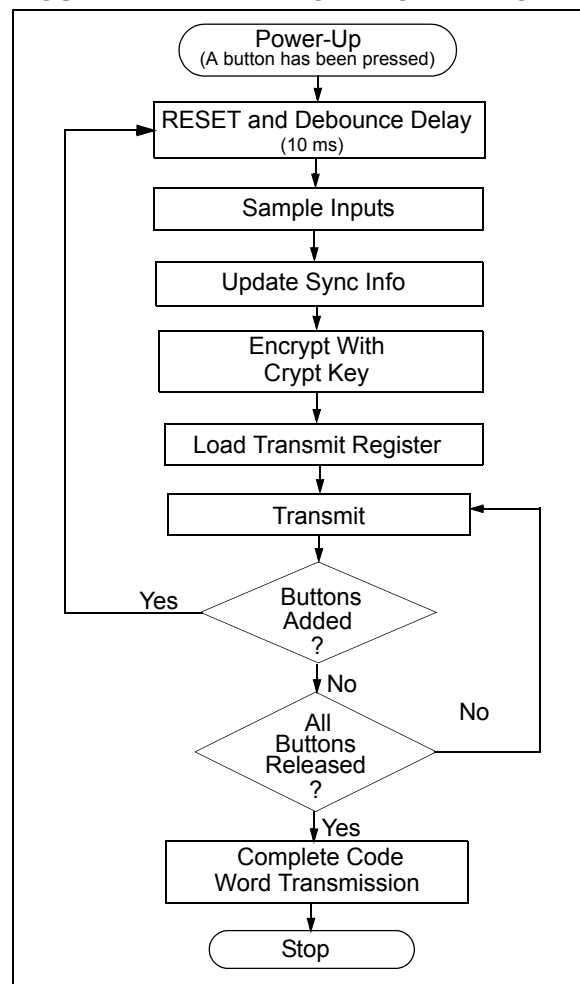 Power-Up
(A button has been pressed)
RESET and Debounce Delay
(10 ms)
Sample Inputs
Update Sync Info
Encrypt With
Crypt Key
Load Transmit Register
Transmit
Yes
Buttons
Added
?
No
No
All
Buttons
Released
?
Yes
Complete Code
Word Transmission
Stop